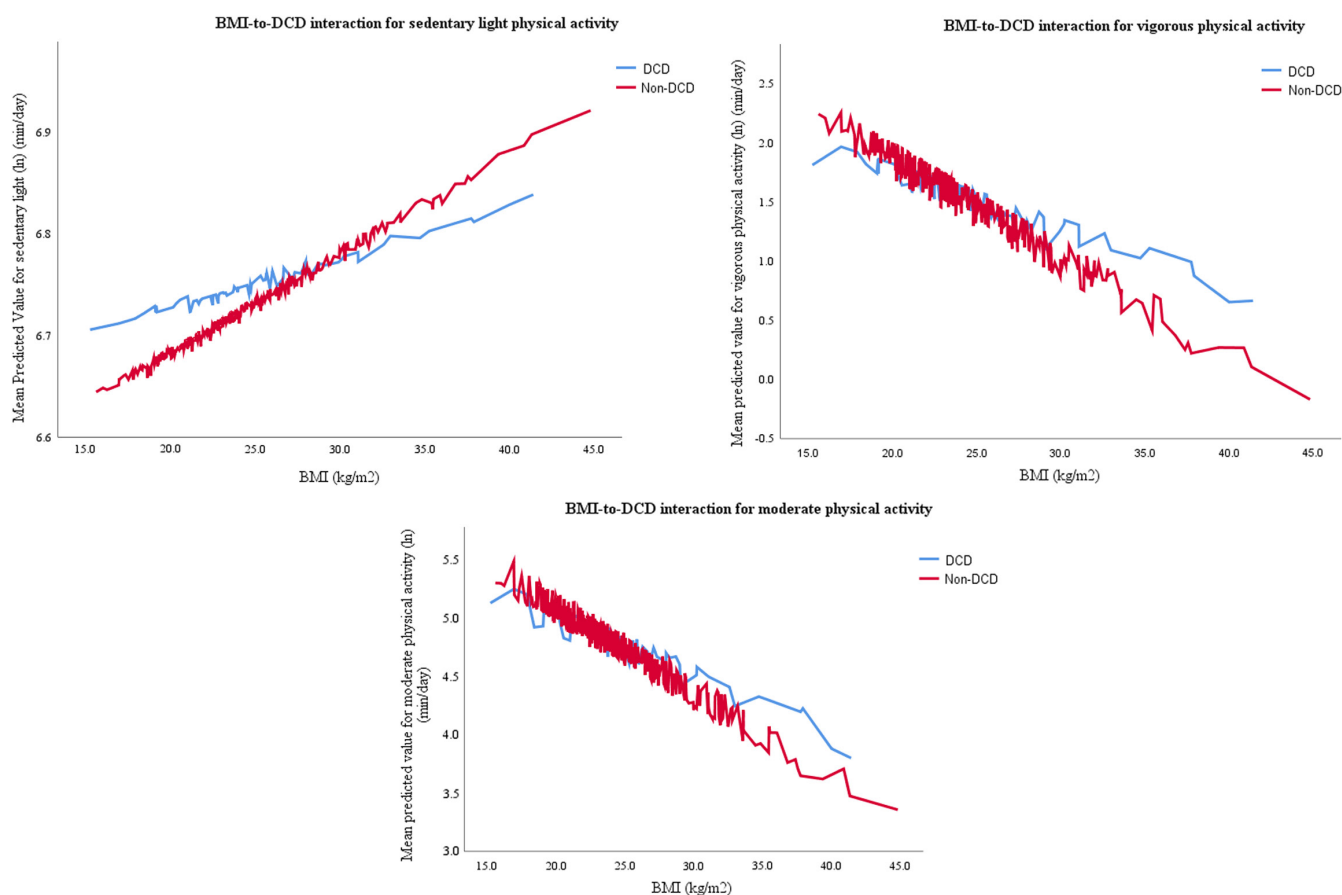 BMI-to-DCD interaction for sedentary light physical activity
Mean Predicted Value for sedentary light (ln) (min/day)
DCD
Non-DCD
6.9
6.8
6.7
6.6
15.0 20.0 25.0 30.0 35.0 40.0 45.0
BMI (kg/m2)
BMI-to-DCD interaction for vigorous physical activity
Mean predicted value for vigorous physical activity (ln) (min/day)
DCD
Non-DCD
2.5
2.0
1.5
1.0
0.5
0.0
-0.5
15.0 20.0 25.0 30.0 35.0 40.0 45.0
BMI (kg/m2)
BMI-to-DCD interaction for moderate physical activity
Mean predicted value for moderate physical activity (ln)
(min/day)
DCD
Non-DCD
5.5
5.0
4.5
4.0
3.5
3.0
15.0 20.0 25.0 30.0 35.0 40.0 45.0
BMI (kg/m2)